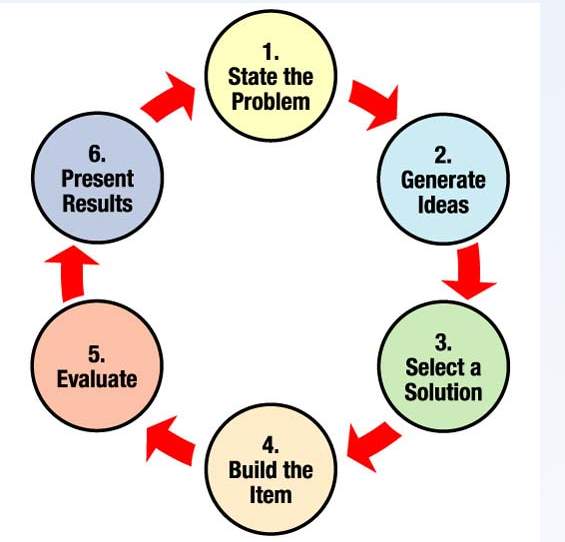 1.
State the
Problem
2.
Generate
Ideas
3.
Select a
Solution
4.
Build the
Item
5.
Evaluate
6.
Present
Results